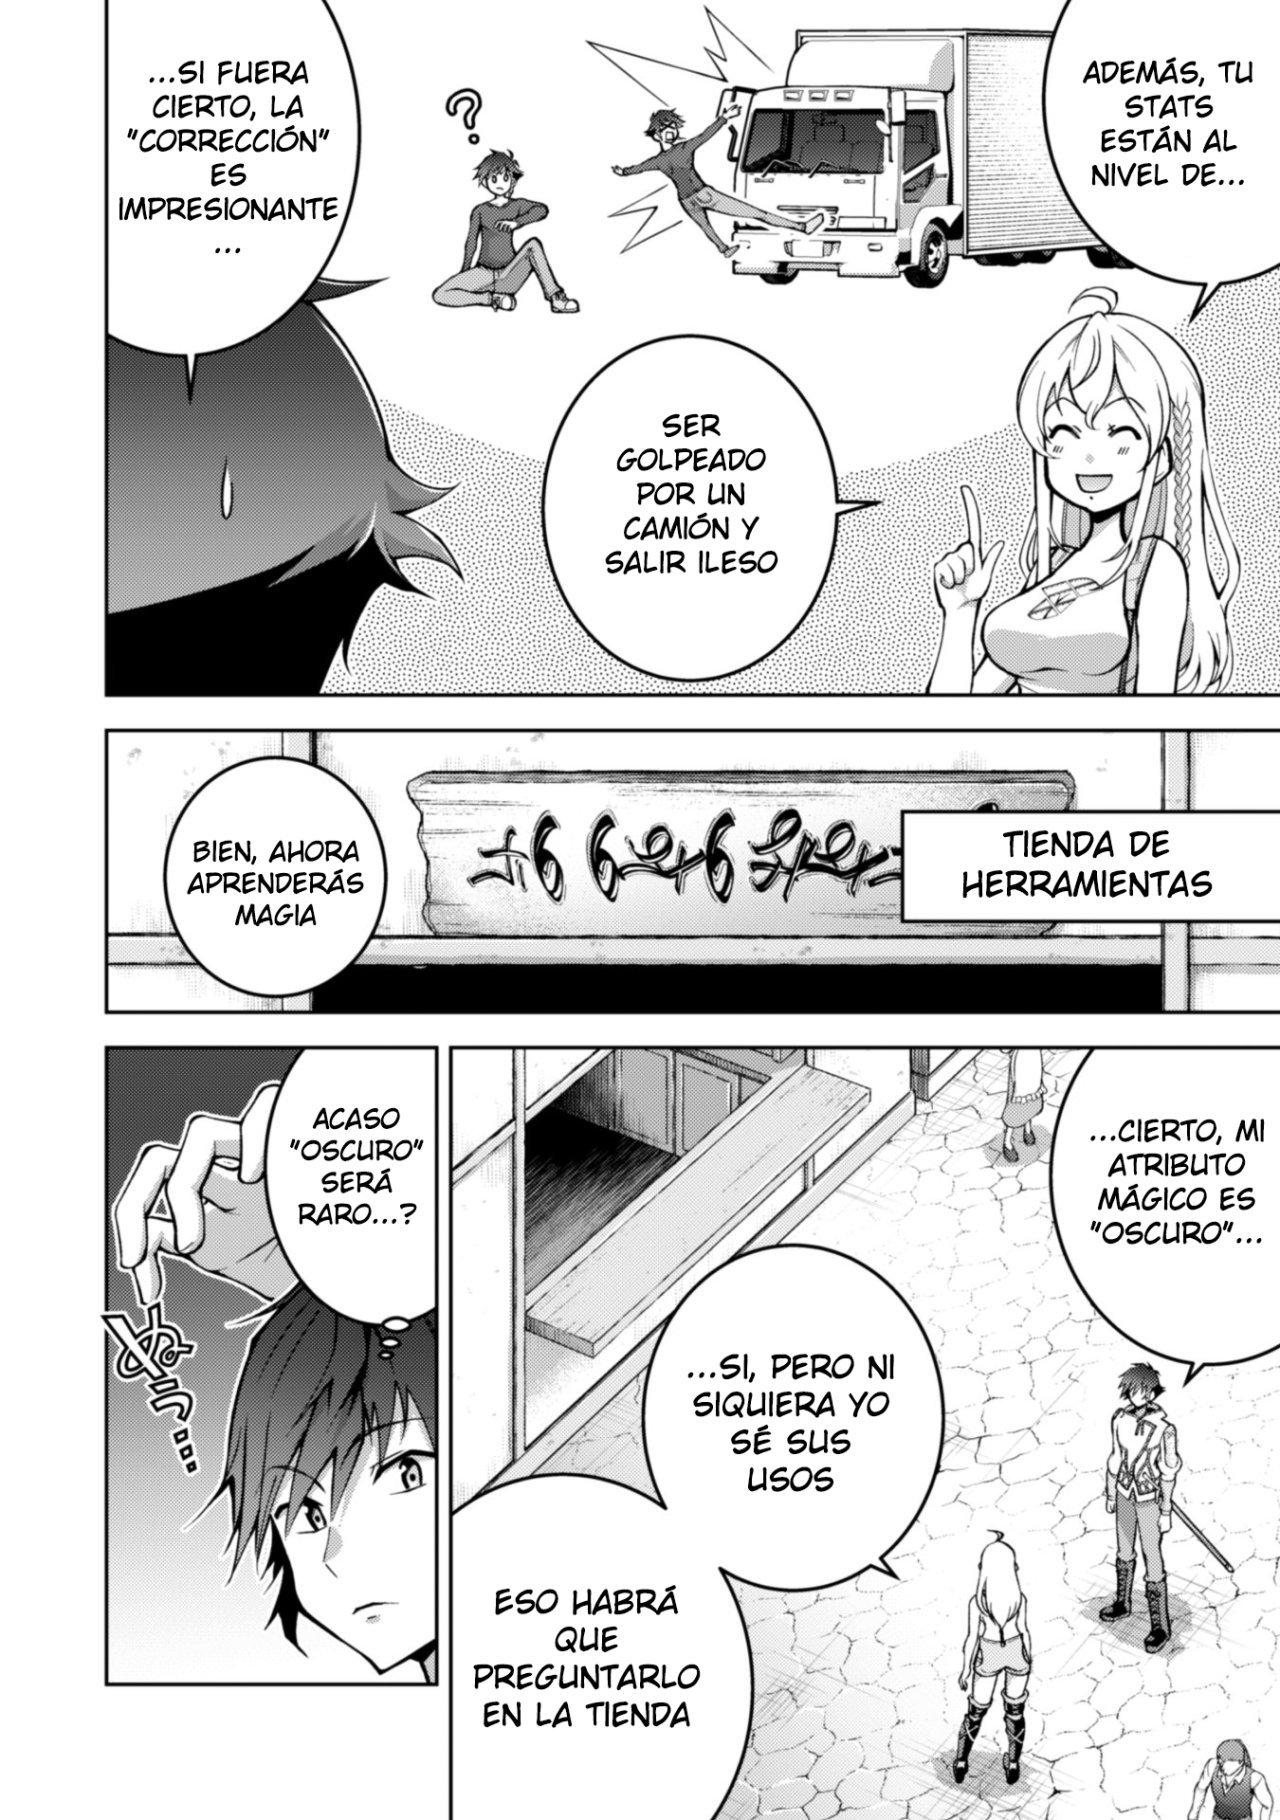 ADEMÁS, TU
STATS
ESTÁN AL
NIVEL DE...
SER
GOLPEADO
POR UN
CAMIÓN Y
SALIR ILESO
?
...SI FUERA
CIERTO, LA
"CORRECCIÓN"
ES
IMPRESIONANTE
...
TIENDA DE
HERRAMIENTAS
BIEN, AHORA
APRENDERÁS
MAGIA
...CIERTO, MI
ATRIBUTO
MÁGICO ES
"OSCURO"...
...SI, PERO NI
SIQUIERA YO
SÉ SUS
USOS
ESO HABRÁ
QUE
PREGUNTARLO
EN LA TIENDA
ACASO
"OSCURO"
SERÁ
RARO...?
ぬぅ...